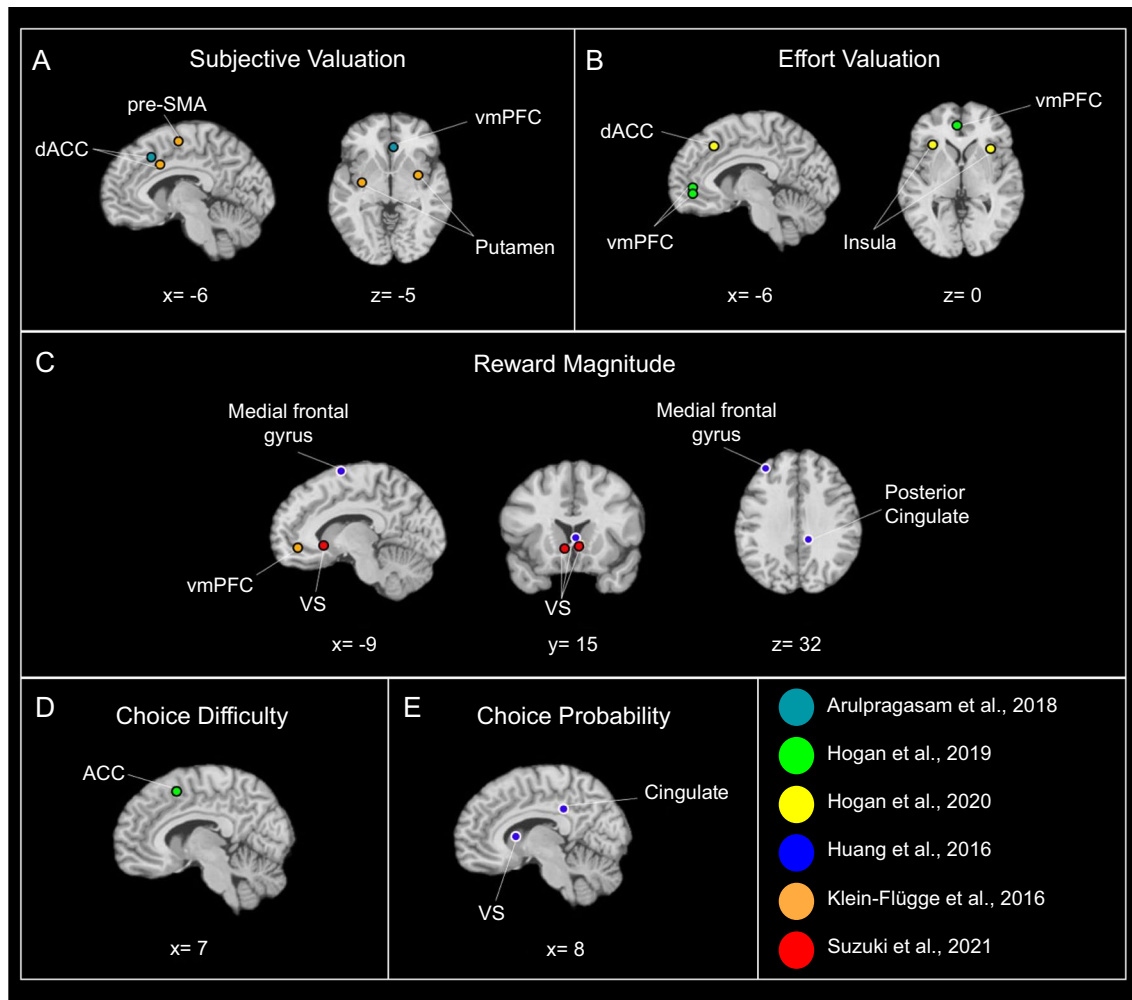 A
Subjective Valuation
pre-SMA
dACC
vmPFC
Putamen
x= -6
z= -5
B
Effort Valuation
vmPFC
dACC
vmPFC
Insula
x= -6
z= 0
C
Reward Magnitude
Medial frontal
gyrus
vmPFC
VS
x= -9
VS
y= 15
Medial frontal
gyrus
Posterior
Cingulate
z= 32
D
Choice Difficulty
ACC
x= 7
E
Choice Probability
Cingulate
VS
x= 8
Arulpragasam et al., 2018
Hogan et al., 2019
Hogan et al., 2020
Huang et al., 2016
Klein-Flügge et al., 2016
Suzuki et al., 2021